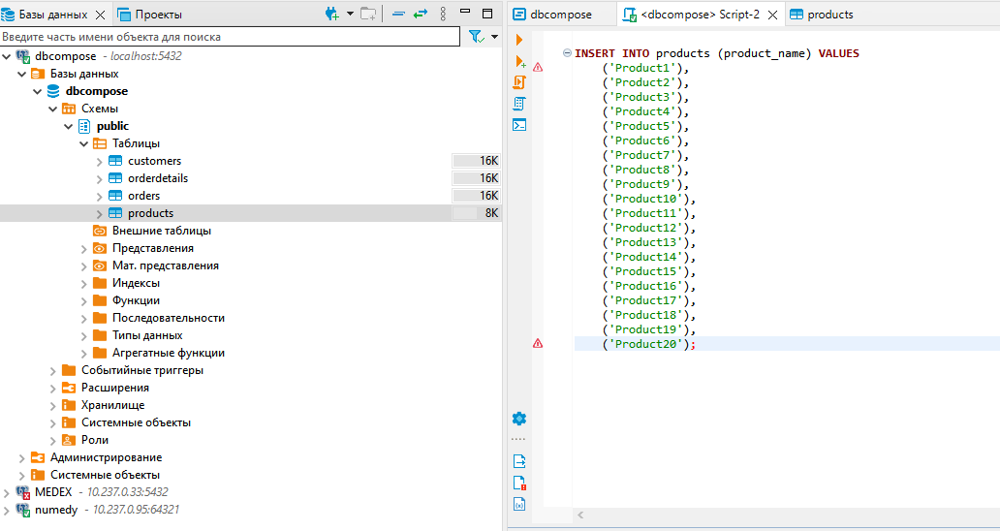 Базы данных
Проекты
Введите часть имени объекта для поиска
dbcompose - localhost:5432
Базы данных
dbcompose
Схемы
public
Таблицы
customers 16K
orderdetails 16K
orders 16K
products 8K
Внешние таблицы
Представления
Мат. представления
Индексы
Функции
Последовательности
Типы данных
Агрегатные функции
Событийные триггеры
Расширения
Хранилище
Системные объекты
Роли
Администрирование
Системные объекты
MEDEX - 10.237.0.33:5432
numedy - 10.237.0.95:64321
dbcompose
<dbcompose> Script-2
products
INSERT INTO products (product_name) VALUES
('Product1'),
('Product2'),
('Product3'),
('Product4'),
('Product5'),
('Product6'),
('Product7'),
('Product8'),
('Product9'),
('Product10'),
('Product11'),
('Product12'),
('Product13'),
('Product14'),
('Product15'),
('Product16'),
('Product17'),
('Product18'),
('Product19'),
('Product20');